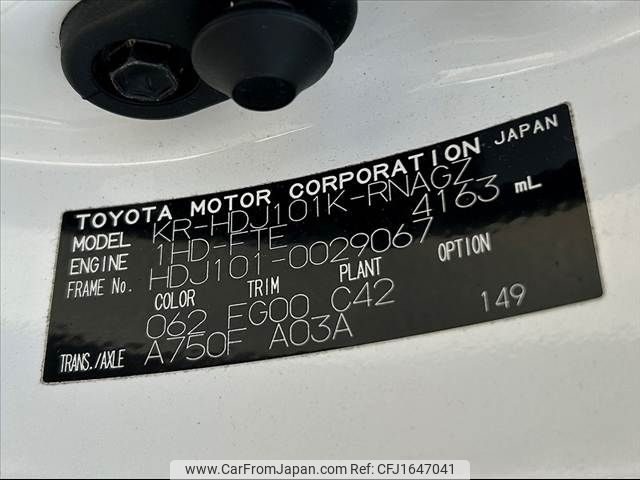 TOYOTA MOTOR CORPORATION JAPAN
MODEL KR-HDJ101K-RNAGZ
ENGINE 1HD-FTE 4163 mL
FRAME No. HDJ101-0029067
COLOR TRIM PLANT OPTION
062 FG00 C42
TRANS./AXLE A750F A03A 149
www.CarFromJapan.com - CFJ1647041